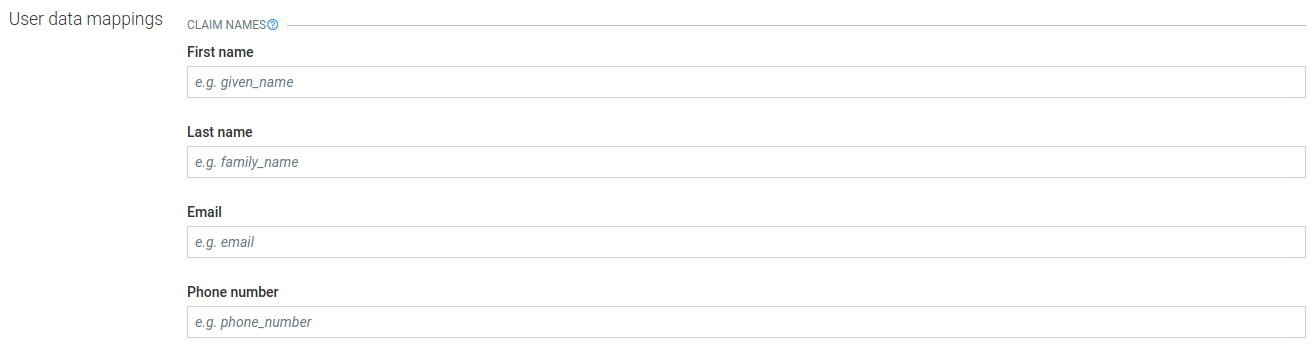 User data mappings
CLAIM NAMES
First name
e.g. given_name
Last name
e.g. family_name
Email
e.g. email
Phone number
e.g. phone_number